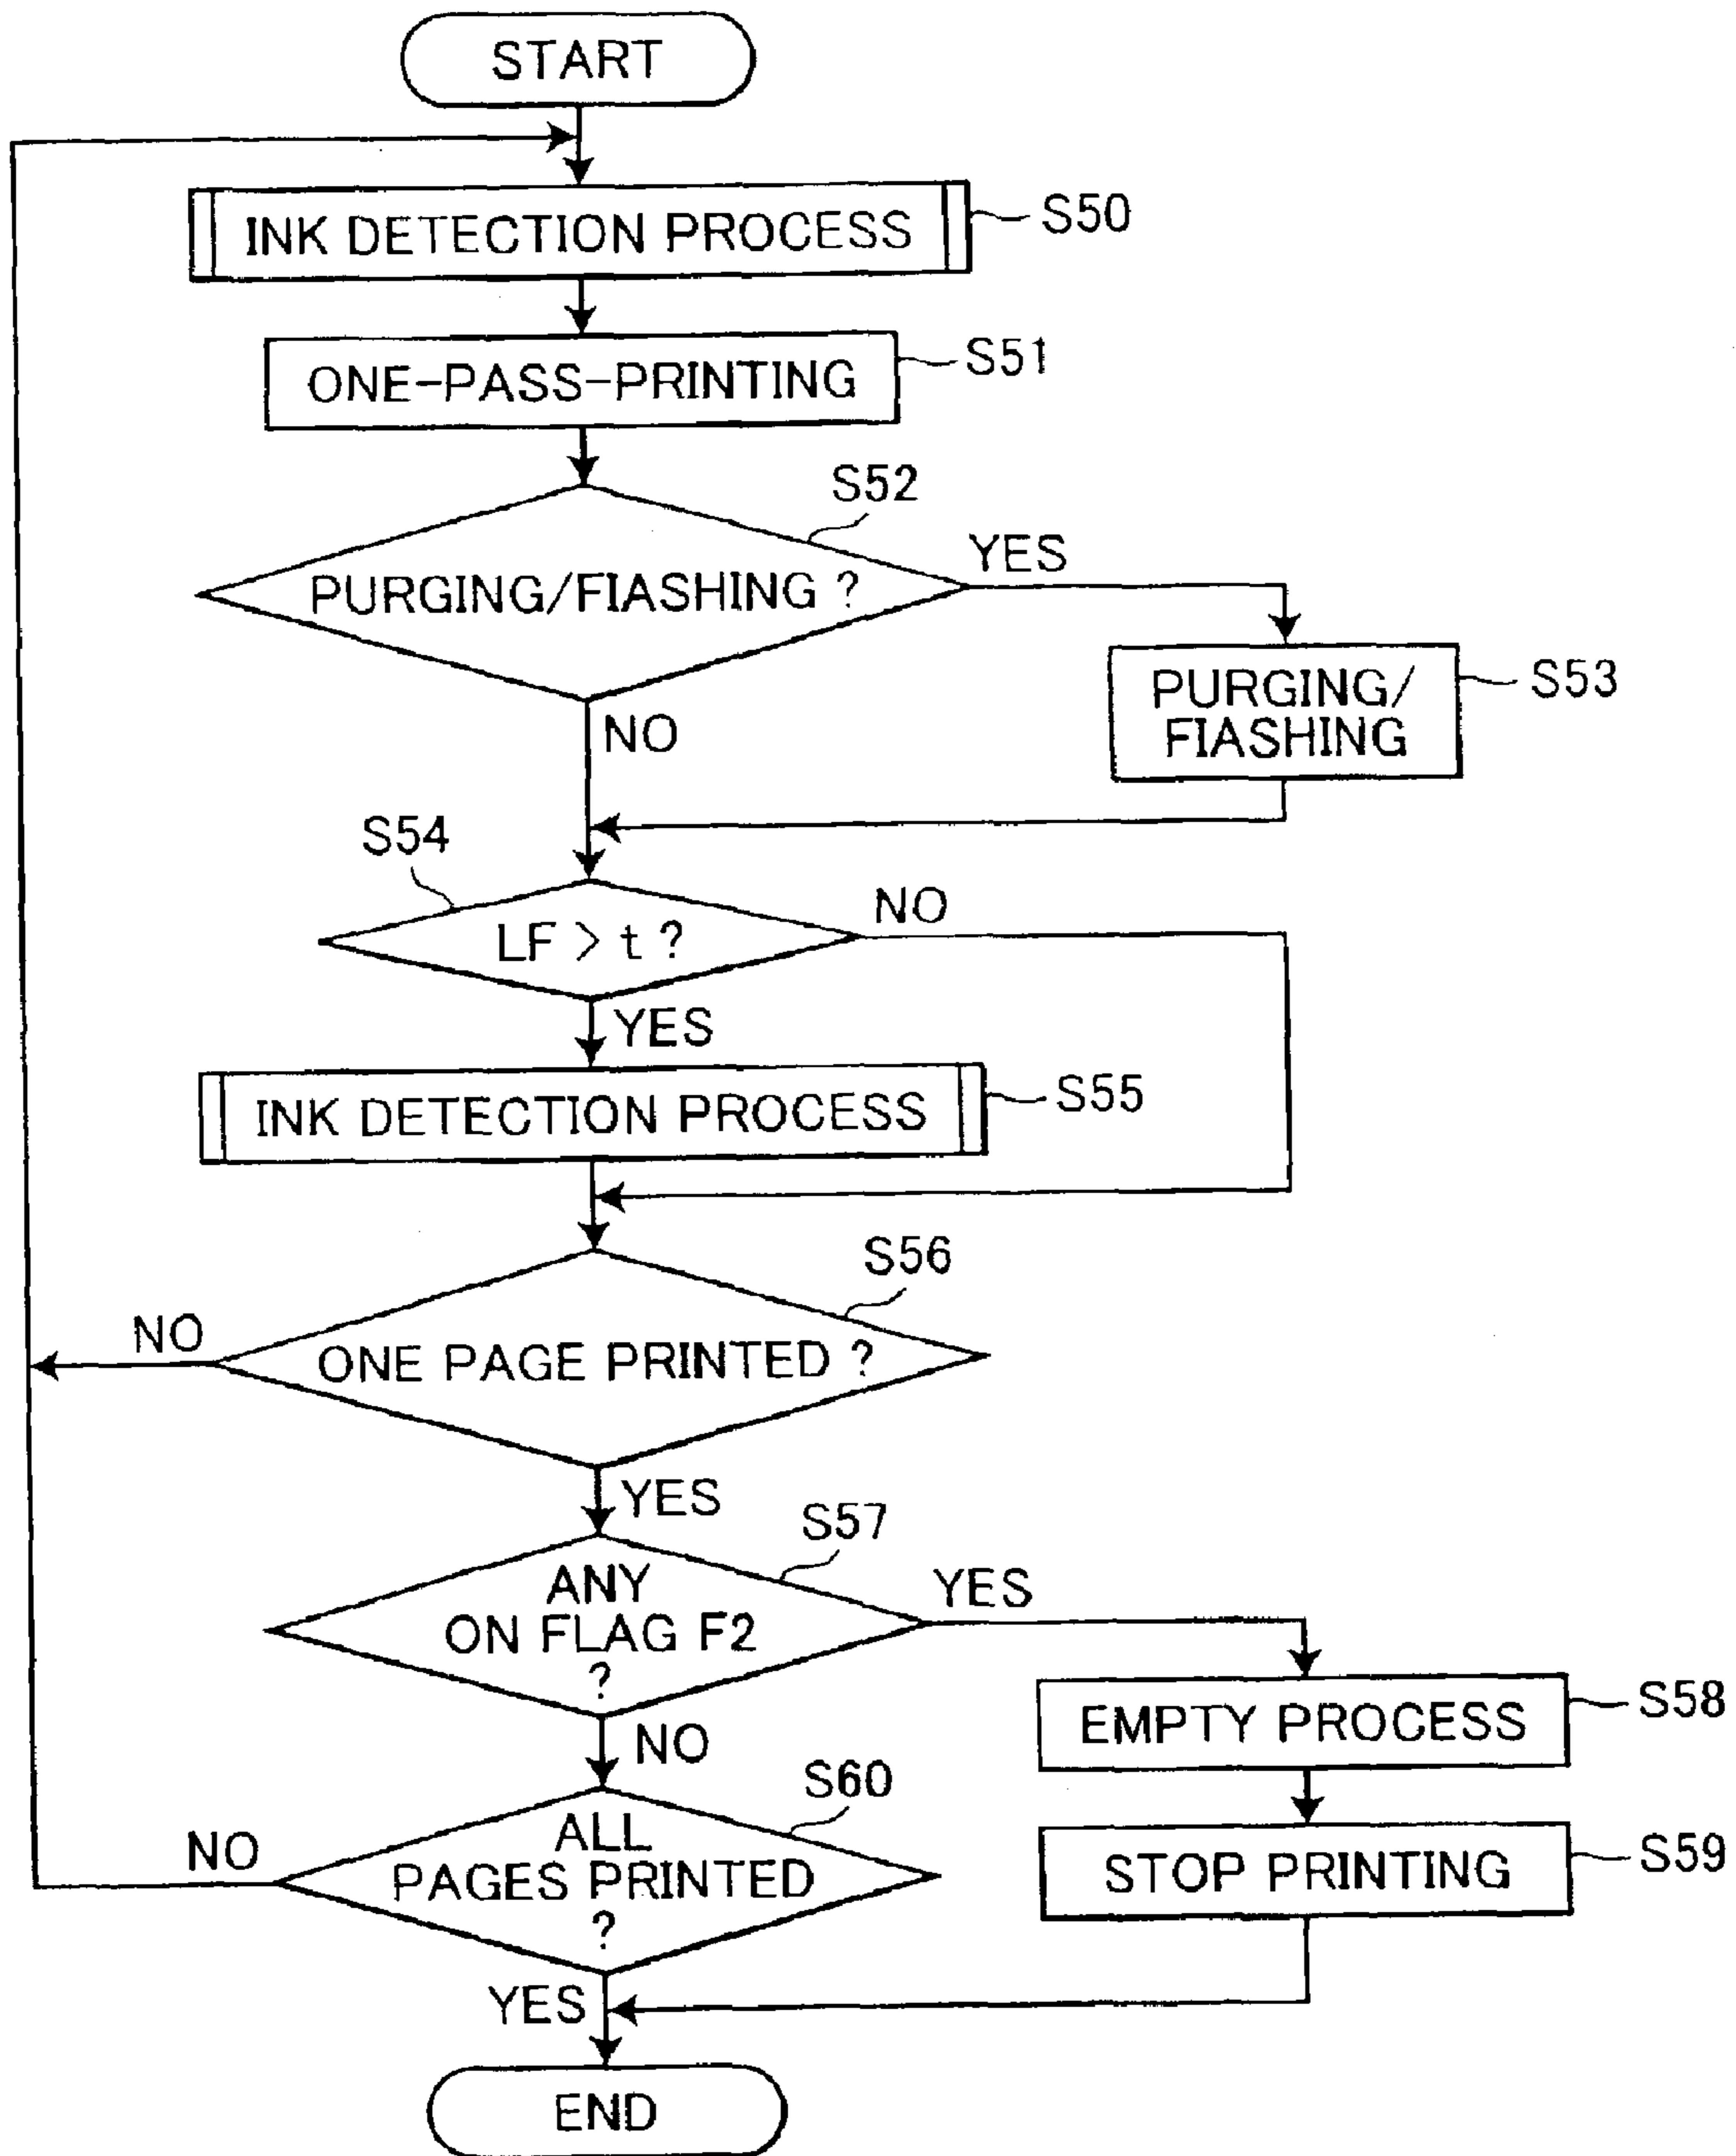 START
INK DETECTION PROCESS
S50
ONE-PASS-PRINTING
S51
S52
PURGING/FIASHING ?
YES
NO
PURGING/
FIASHING
S53
S54
LF > t ?
NO
YES
INK DETECTION PROCESS
S55
S56
ONE PAGE PRINTED ?
NO
YES
S57
ANY
ON FLAG F2
?
YES
NO
EMPTY PROCESS
S58
STOP PRINTING
S59
S60
ALL
PAGES PRINTED
?
NO
YES
END